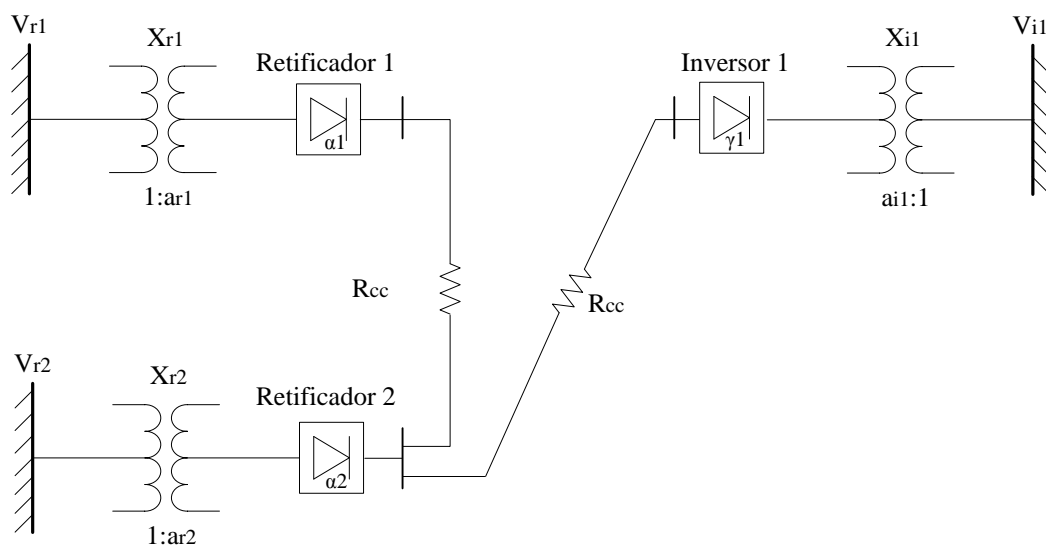 Vr1
Xr1
Retificador 1
α1
1:ar1
Rcc
Vr2
Xr2
Retificador 2
α2
1:ar2
Rcc
Inversor 1
γ1
Xi1
ai1:1
Vi1